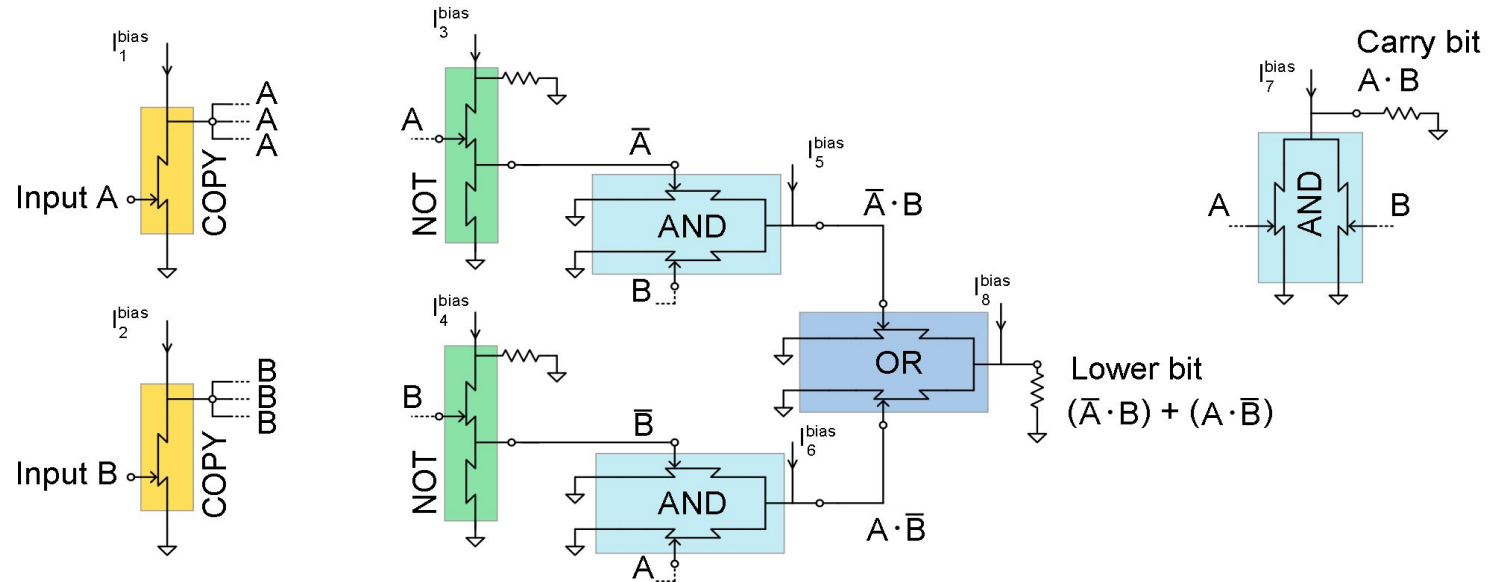 I₁ᵇⁱᵃˢ
A
A
A
Input A
COPY
I₂ᵇⁱᵃˢ
B
B
B
Input B
COPY
I₃ᵇⁱᵃˢ
A
NOT
A̅
I₅ᵇⁱᵃˢ
AND
A̅·B
B
I₄ᵇⁱᵃˢ
B
NOT
B̅
I₆ᵇⁱᵃˢ
AND
A·B̅
A
I₈ᵇⁱᵃˢ
OR
Lower bit
(A̅·B) + (A·B̅)
Carry bit
A·B
I₇ᵇⁱᵃˢ
A
AND
B